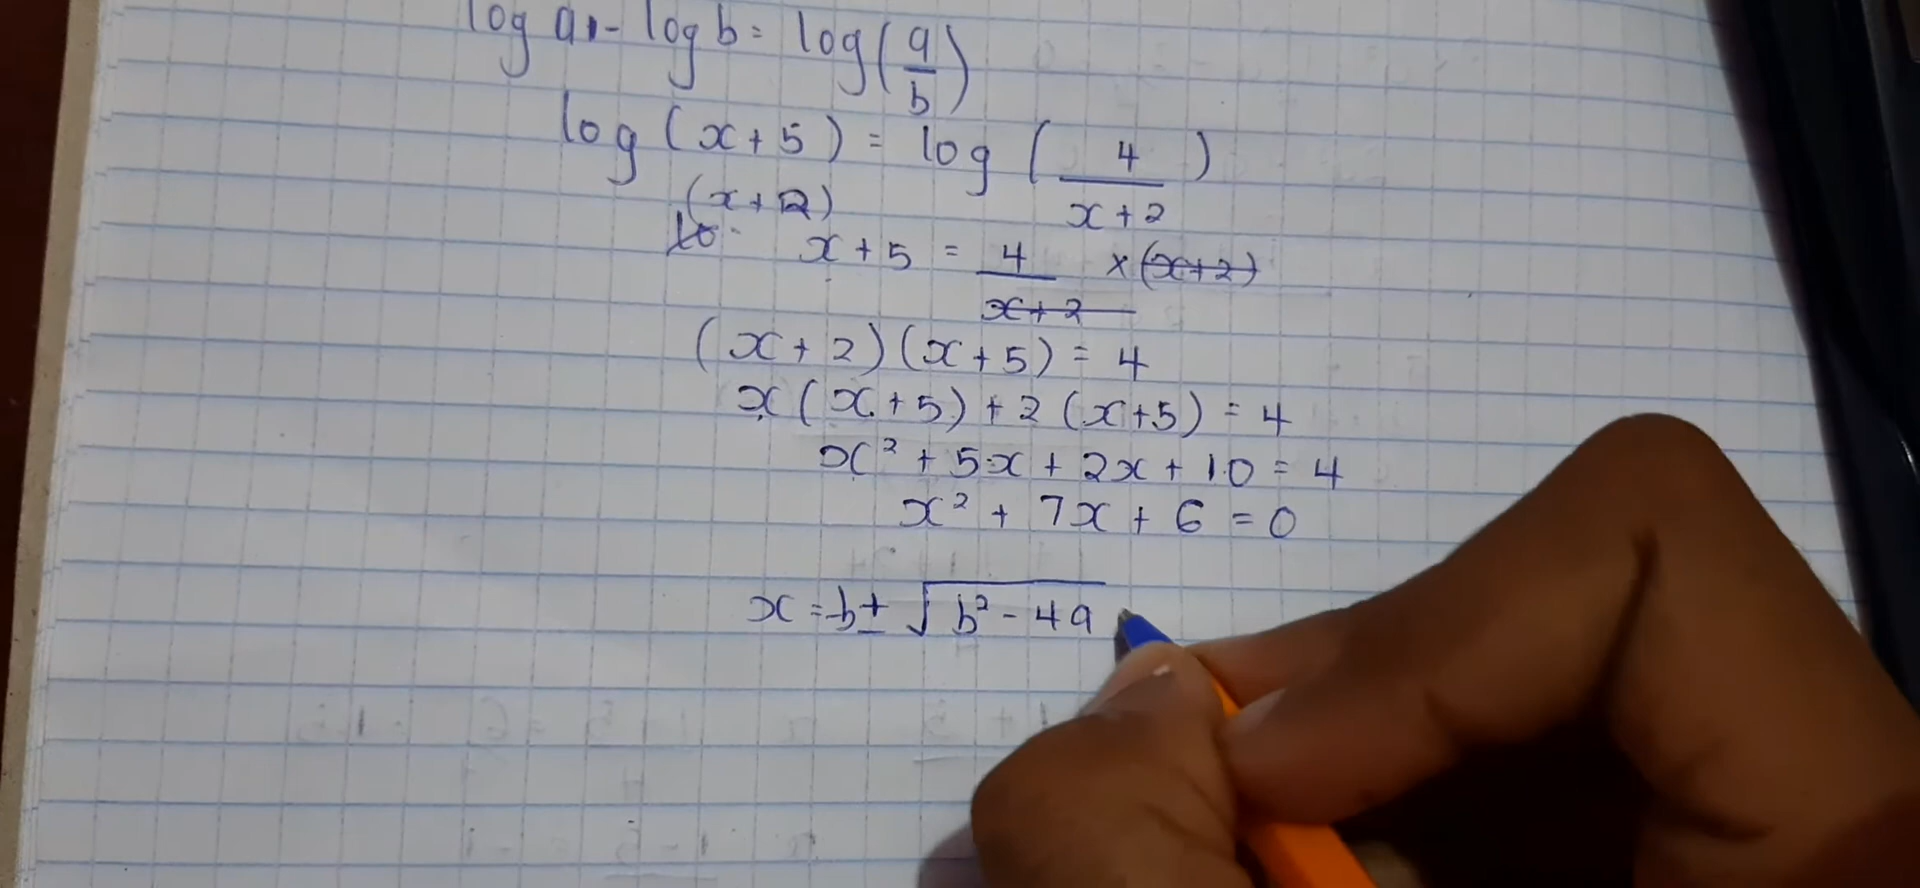 log a - log b = log(a/b)
log (x+5) = log ( 4/x+2 )
(x+2)
x+5 = 4/x+2 ×(x+2)
(x+2)(x+5) = 4
x(x+5)+2(x+5) = 4
x² + 5x + 2x + 10 = 4
x² + 7x + 6 = 0
x = -b ± √b² - 4a